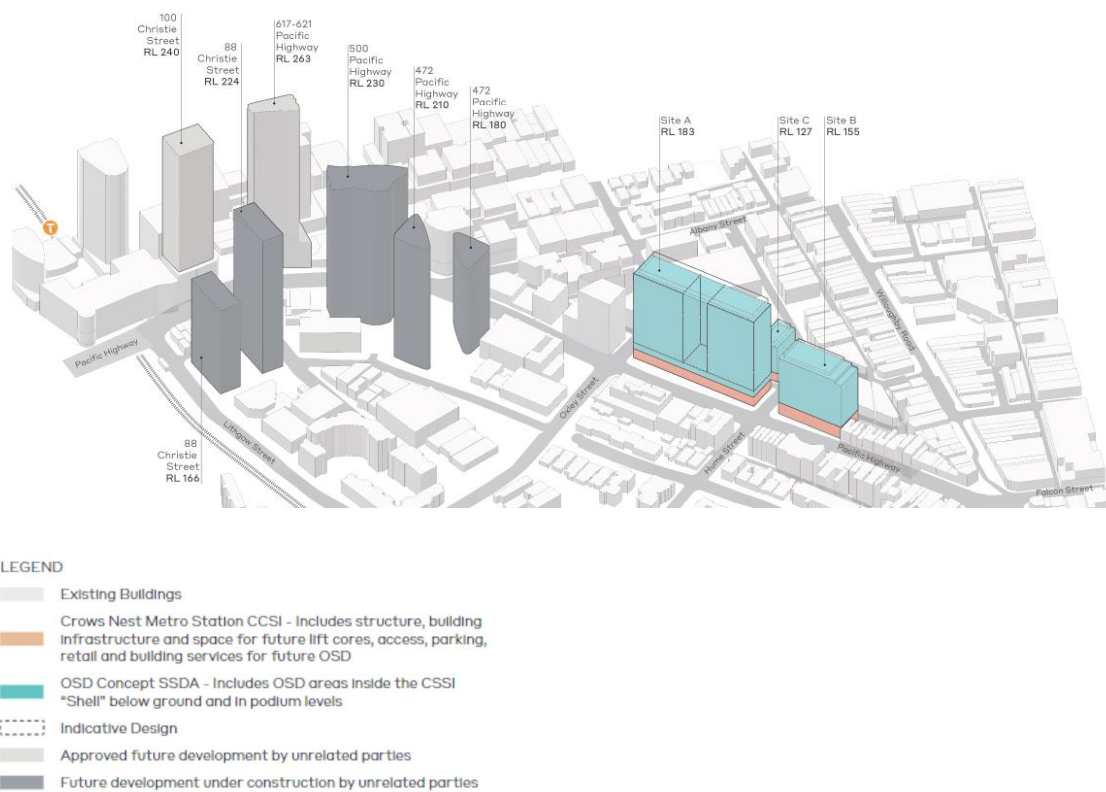 100
Christie
Street
RL 240
88
Christie
Street
RL 224
617-621
Pacific
Highway
RL 263
500
Pacific
Highway
RL 230
472
Pacific
Highway
RL 210
472
Pacific
Highway
RL 180
Site A
RL 183
Site C
RL 127
Site B
RL 155
T
Albany Street
Willoughby Road
Pacific Highway
Oxley Street
Lithgow Street
Hume Street
Pacific Highway
Falcon Street
88
Christie
Street
RL 166
LEGEND
Existing Buildings
Crows Nest Metro Station CCSI - Includes structure, building
infrastructure and space for future lift cores, access, parking,
retail and building services for future OSD
OSD Concept SSDA - Includes OSD areas inside the CSSI
"Shell" below ground and in podium levels
Indicative Design
Approved future development by unrelated parties
Future development under construction by unrelated parties